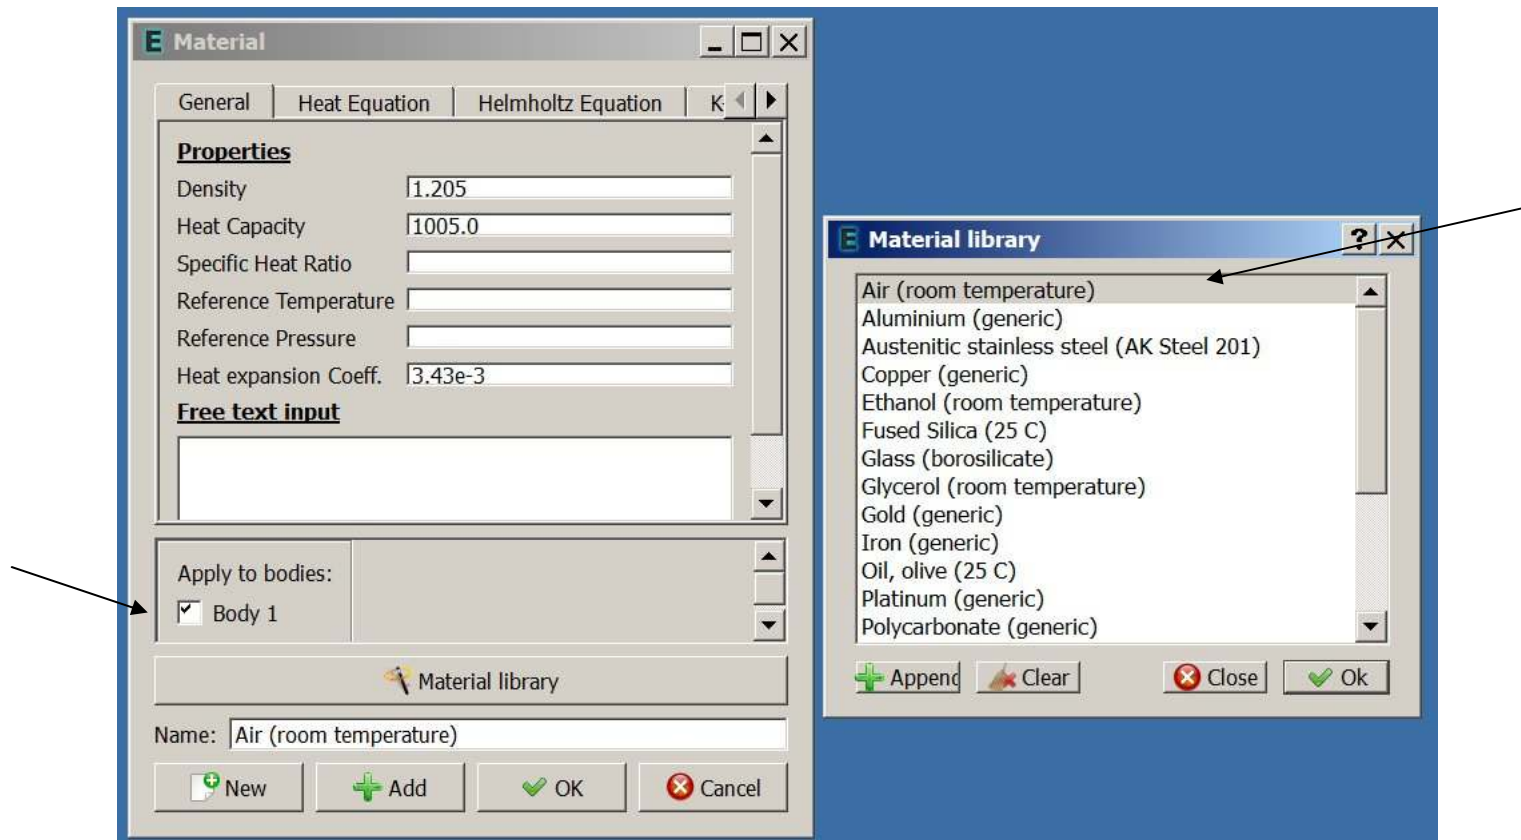 E Material
General Heat Equation Helmholtz Equation K-
Properties
Density 1.205
Heat Capacity 1005.0
Specific Heat Ratio
Reference Temperature
Reference Pressure
Heat expansion Coeff. 3.43e-3
Free text input
Apply to bodies:
Body 1
Material library
Name: Air (room temperature)
New Add OK Cancel
E Material library ?
Air (room temperature)
Aluminium (generic)
Austenitic stainless steel (AK Steel 201)
Copper (generic)
Ethanol (room temperature)
Fused Silica (25 C)
Glass (borosilicate)
Glycerol (room temperature)
Gold (generic)
Iron (generic)
Oil, olive (25 C)
Platinum (generic)
Polycarbonate (generic)
Append Clear Close Ok